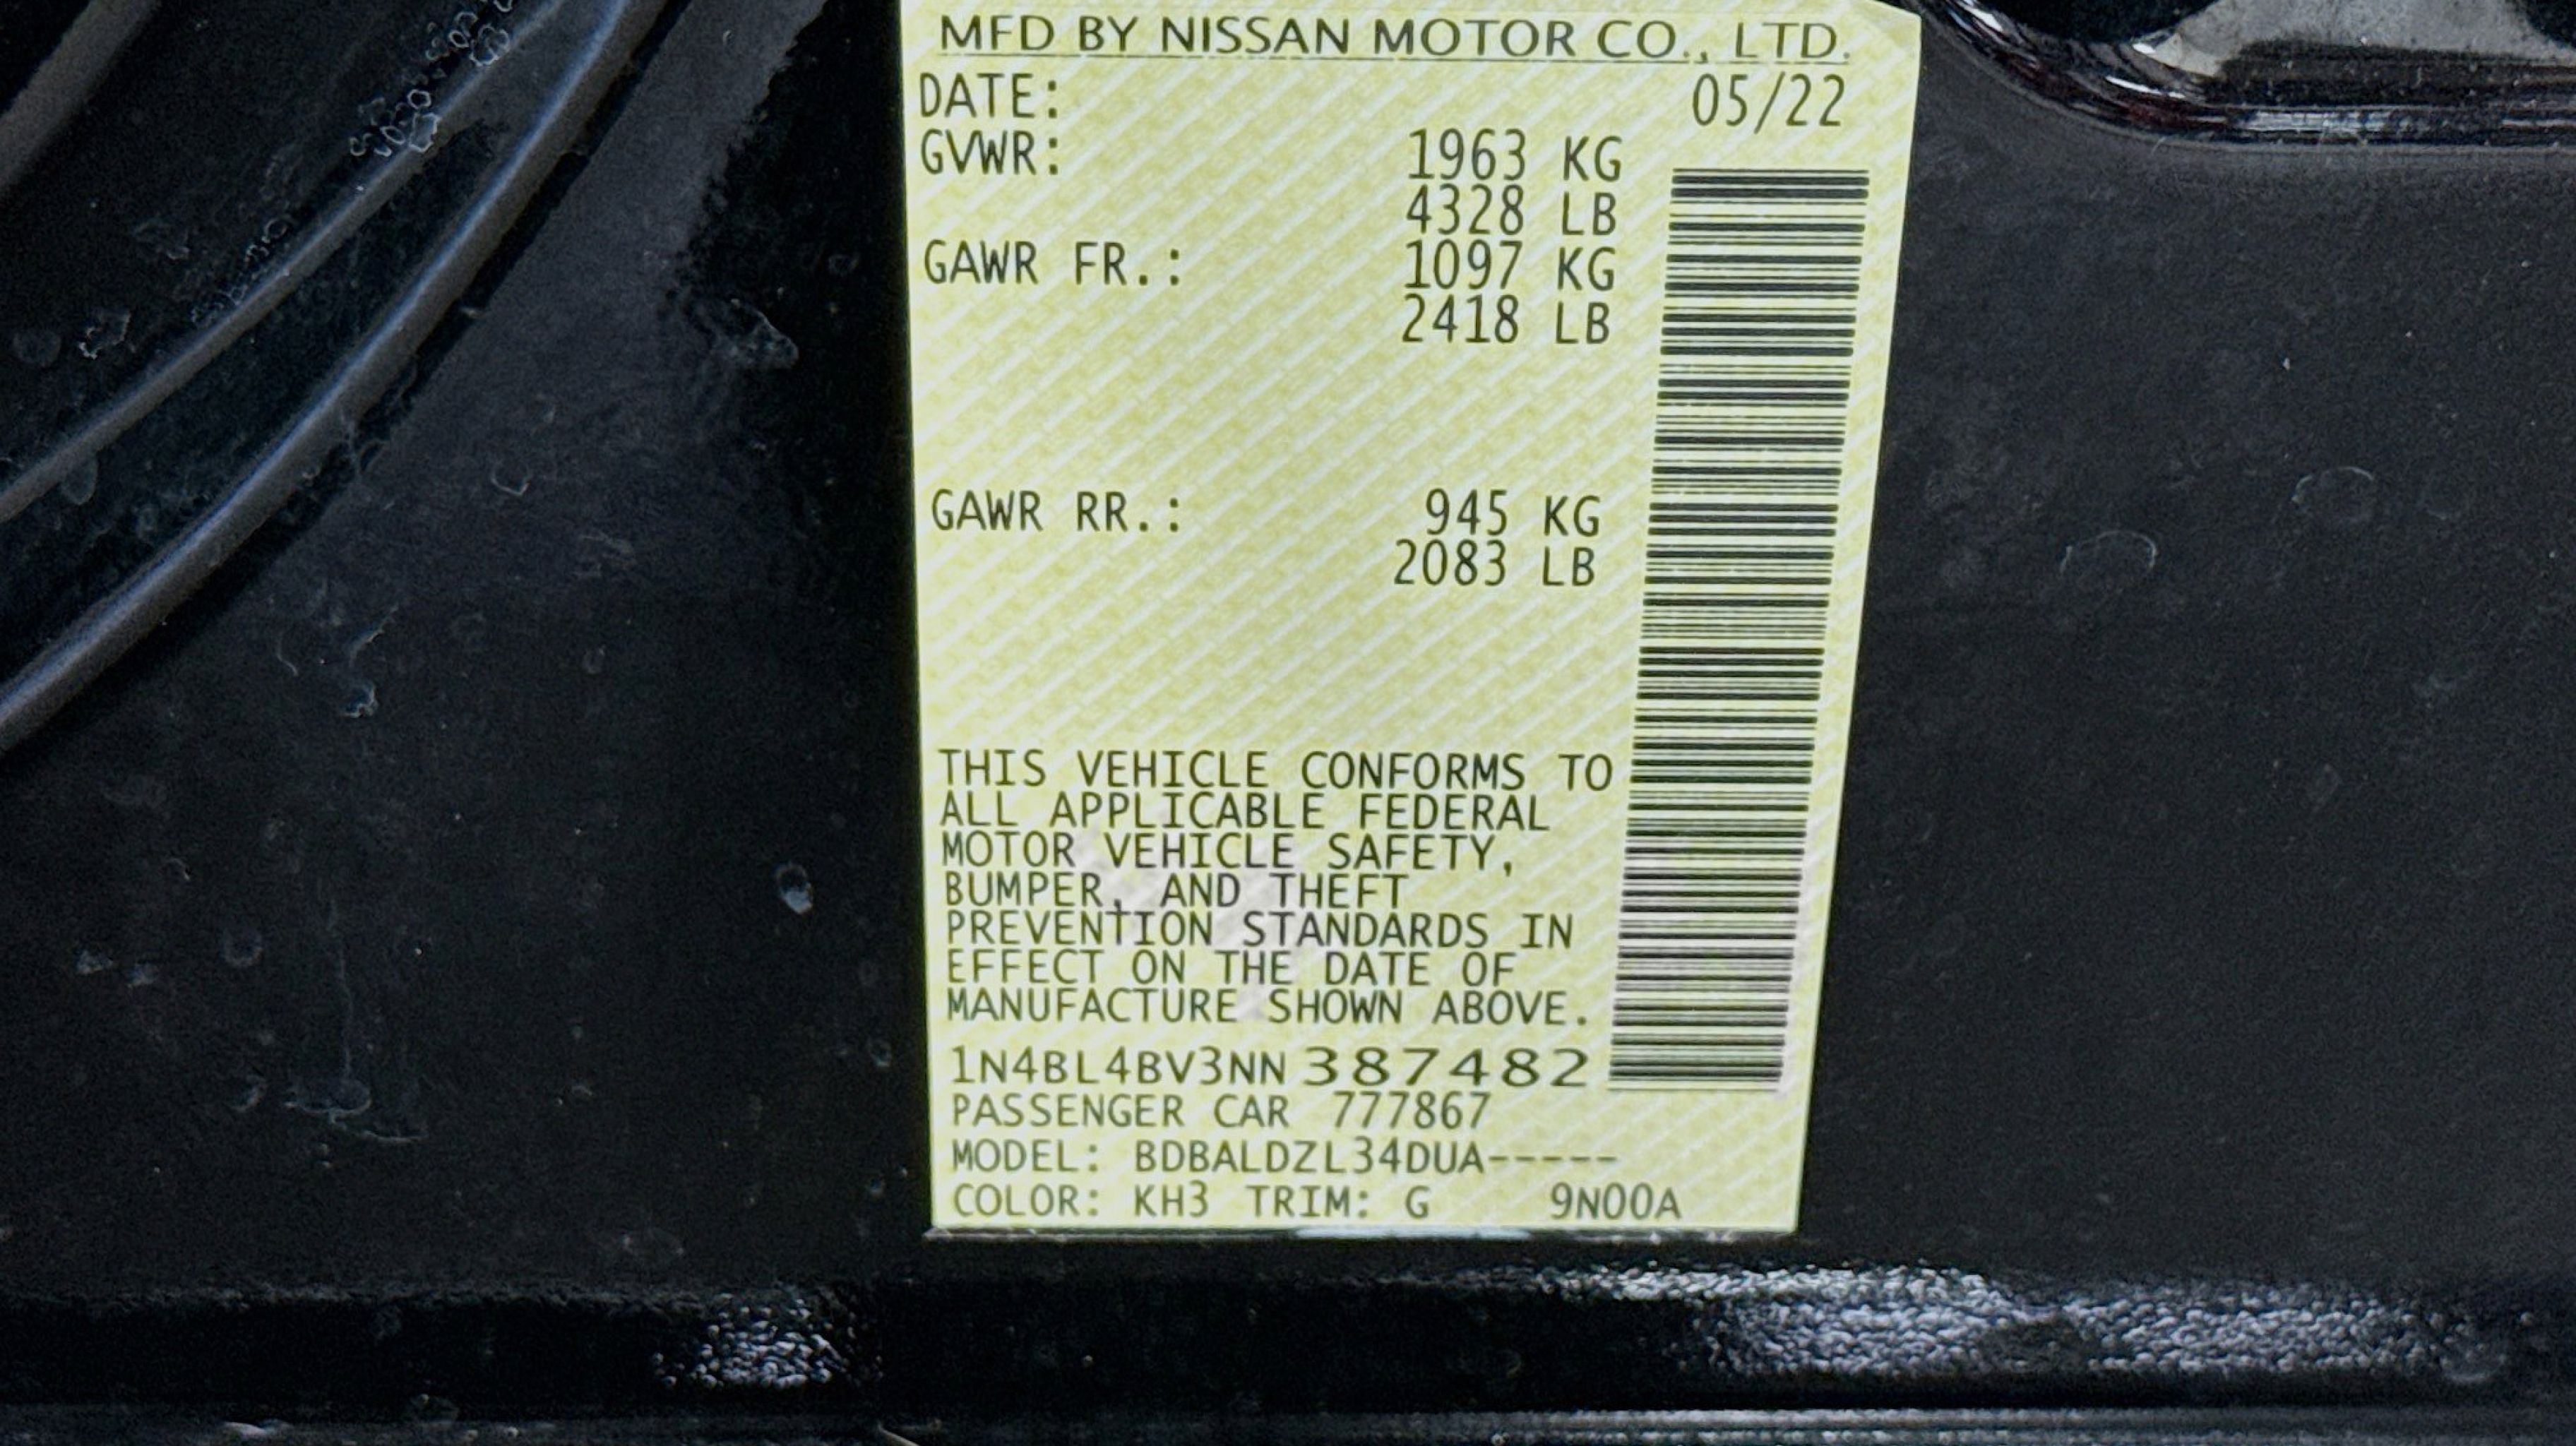 MFD BY NISSAN MOTOR CO., LTD.
DATE: 05/22
GVWR: 1963 KG
4328 LB
GAWR FR.: 1097 KG
2418 LB
GAWR RR.: 945 KG
2083 LB
THIS VEHICLE CONFORMS TO
ALL APPLICABLE FEDERAL
MOTOR VEHICLE SAFETY,
BUMPER, AND THEFT
PREVENTION STANDARDS IN
EFFECT ON THE DATE OF
MANUFACTURE SHOWN ABOVE.
1N4BL4BV3NN387482
PASSENGER CAR 777867
MODEL: BDBALDZL34DUA-----
COLOR: KH3 TRIM: G 9N00A